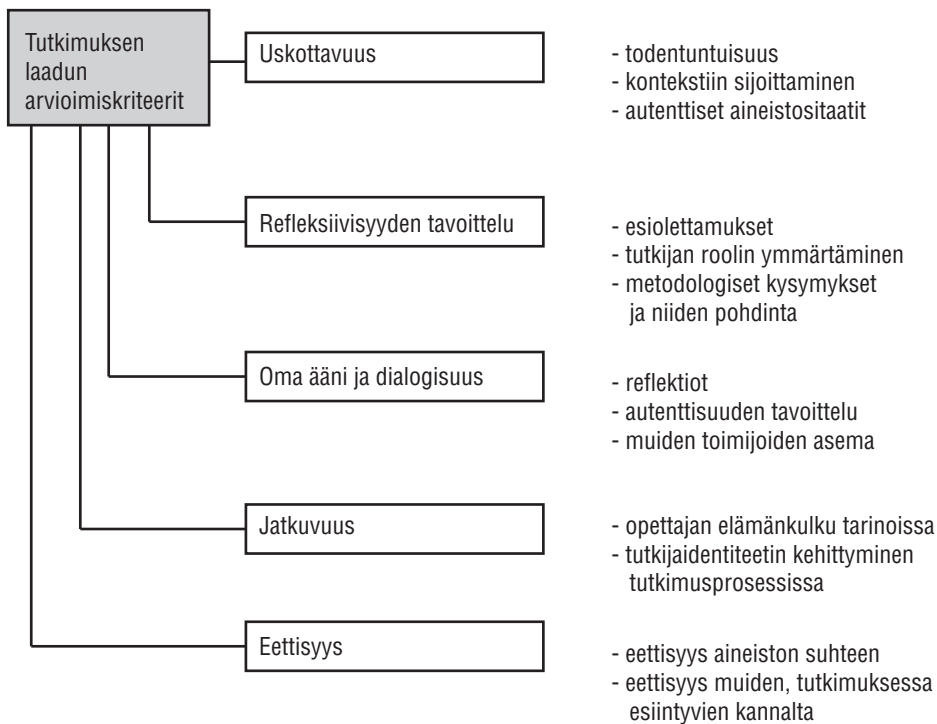 Tutkimuksen
laadun
arvioimiskriteerit
Uskottavuus
- todentuntuisuus
- kontekstiin sijoittaminen
- autenttiset aineistositaatit
Refleksiivisyyden tavoittelu
- esiolettamukset
- tutkijan roolin ymmärtäminen
- metodologiset kysymykset
ja niiden pohdinta
Oma ääni ja dialogisuus
- reflektiot
- autenttisuuden tavoittelu
- muiden toimijoiden asema
Jatkuvuus
- opettajan elämänkulku tarinoissa
- tutkijaidentiteetin kehittyminen
tutkimusprosessissa
Eettisyys
- eettisyys aineiston suhteen
- eettisyys muiden, tutkimuksessa
esiintyvien kannalta